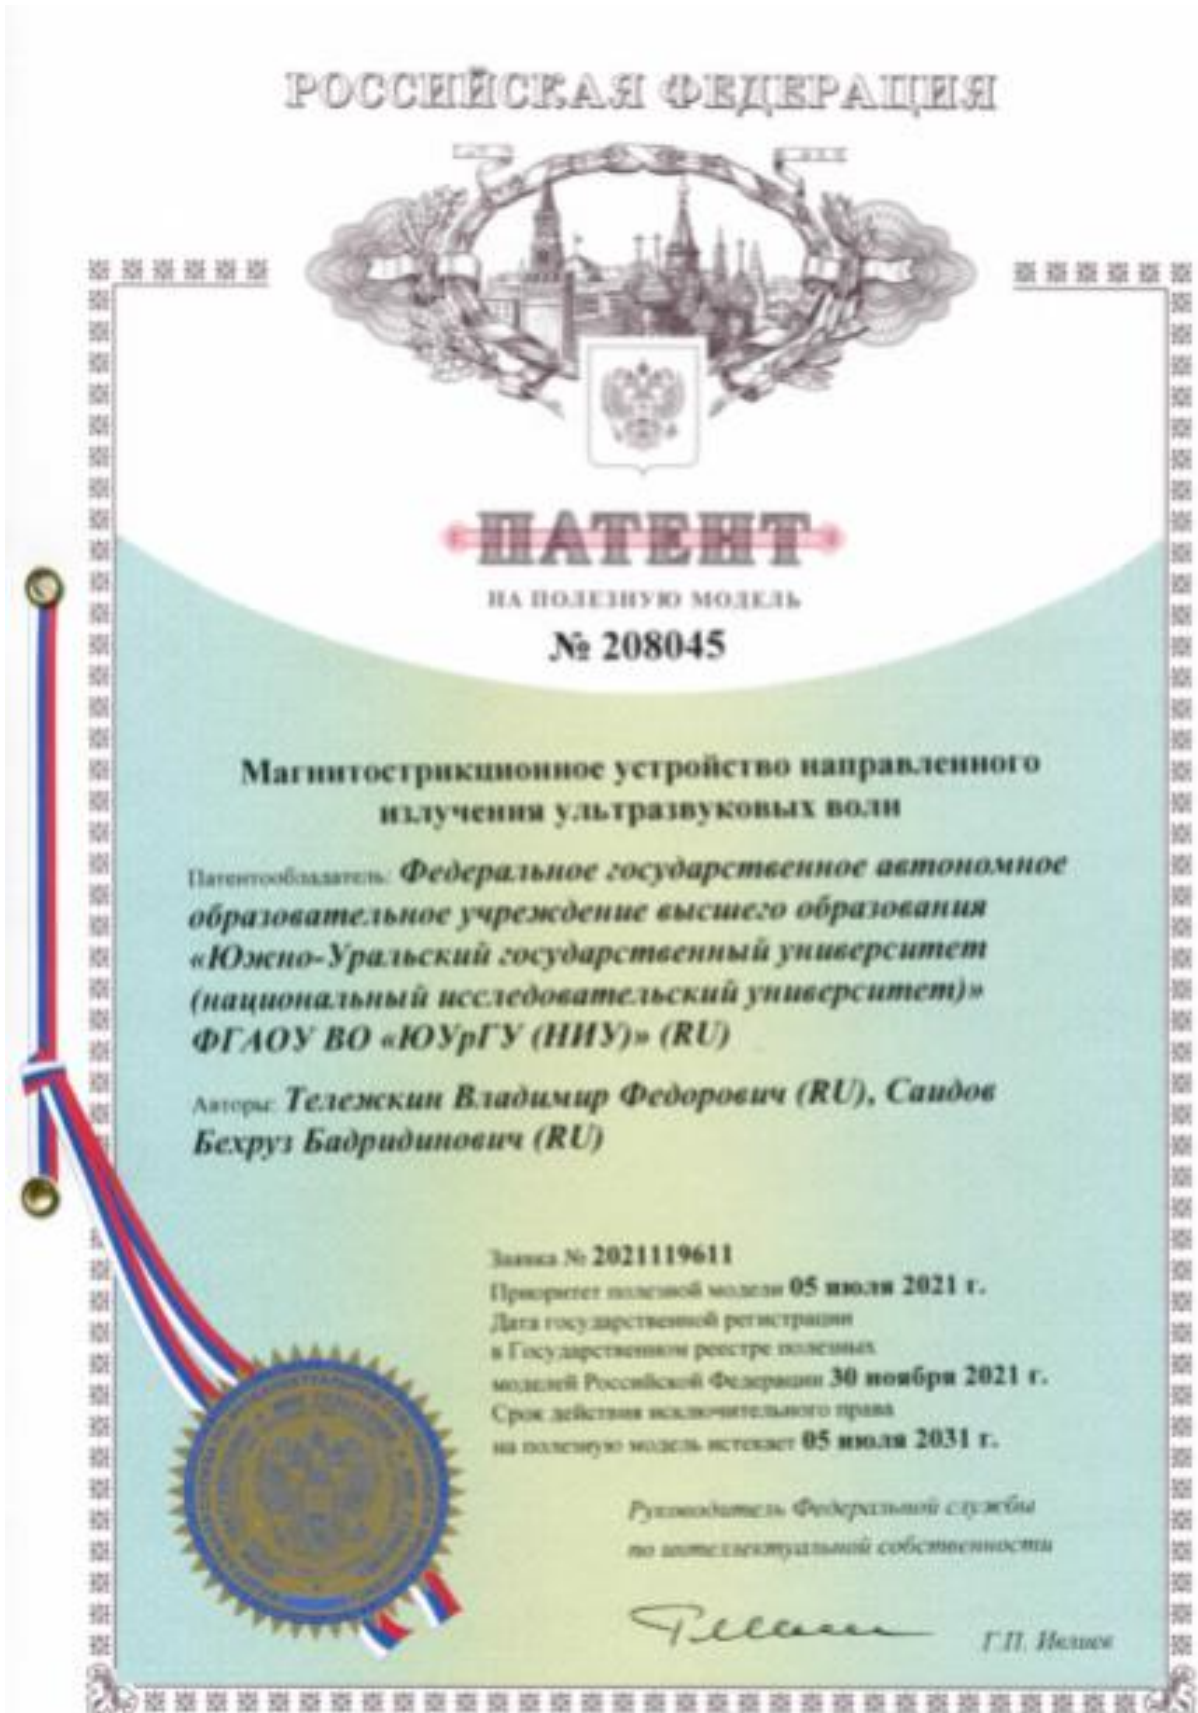 РОССИЙСКАЯ ФЕДЕРАЦИЯ
ПАТЕНТ
НА ПОЛЕЗНУЮ МОДЕЛЬ
№ 208045
Магнитострикционное устройство направленного
излучения ультразвуковых волн
Патентообладатель: Федеральное государственное автономное
образовательное учреждение высшего образования
«Южно-Уральский государственный университет
(национальный исследовательский университет)»
ФГАОУ ВО «ЮУрГУ (НИУ)» (RU)
Авторы: Тележкин Владимир Федорович (RU), Саидов
Бехруз Бадридинович (RU)
Заявка № 2021119611
Приоритет полезной модели 05 июля 2021 г.
Дата государственной регистрации
в Государственном реестре полезных
моделей Российской Федерации 30 ноября 2021 г.
Срок действия исключительного права
на полезную модель истекает 05 июля 2031 г.
Руководитель Федеральной службы
по интеллектуальной собственности
Г.П. Ивлиев